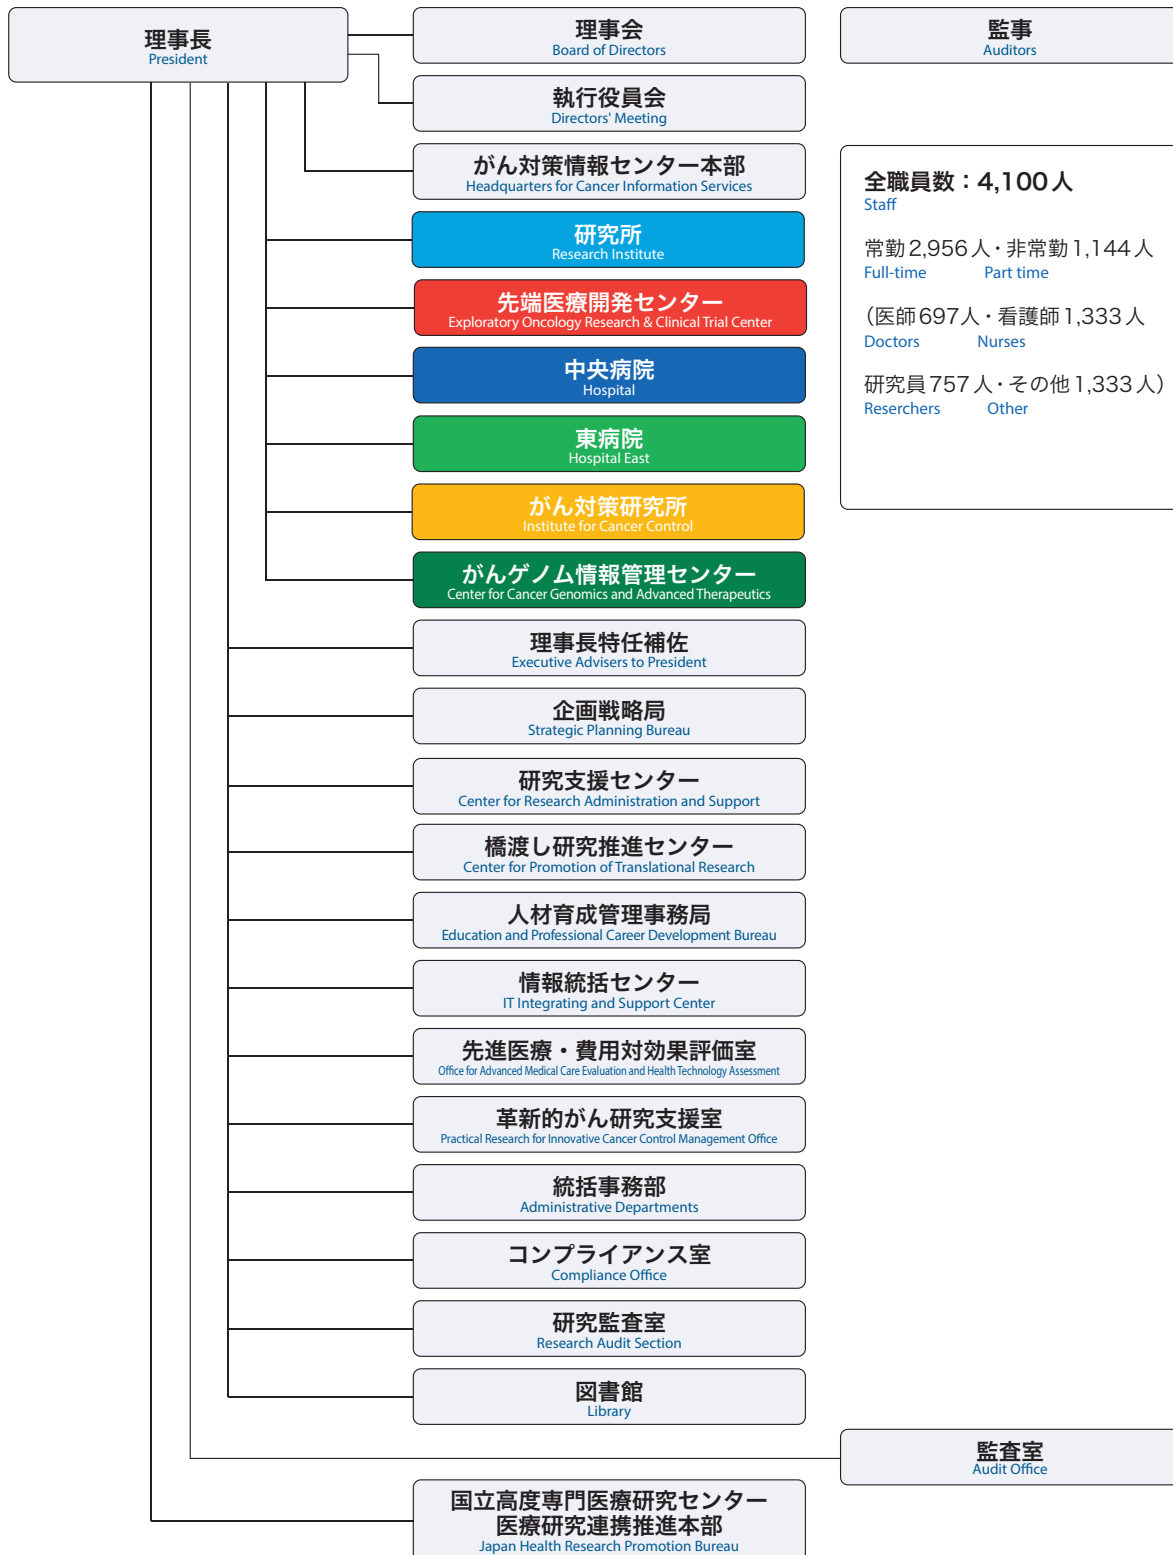 理事長
President
理事会
Board of Directors
監事
Auditors
執行役員会
Directors' Meeting
がん対策情報センター本部
Headquarters for Cancer Information Services
研究所
Research Institute
先端医療開発センター
Exploratory Oncology Research & Clinical Trial Center
中央病院
Hospital
東病院
Hospital East
がん対策研究所
Institute for Cancer Control
がんゲノム情報管理センター
Center for Cancer Genomics and Advanced Therapeutics
全職員数：4,100人
Staff
常勤2,956人・非常勤1,144人
Full-time Part time
（医師697人・看護師1,333人
Doctors Nurses
研究員757人・その他1,333人）
Reserchers Other
理事長特任補佐
Executive Advisers to President
企画戦略局
Strategic Planning Bureau
研究支援センター
Center for Research Administration and Support
橋渡し研究推進センター
Center for Promotion of Translational Research
人材育成管理事務局
Education and Professional Career Development Bureau
情報統括センター
IT Integrating and Support Center
先進医療・費用対効果評価室
Office for Advanced Medical Care Evaluation and Health Technology Assessment
革新的がん研究支援室
Practical Research for Innovative Cancer Control Management Office
統括事務部
Administrative Departments
コンプライアンス室
Compliance Office
研究監査室
Research Audit Section
図書館
Library
監査室
Audit Office
国立高度専門医療研究センター
医療研究連携推進本部
Japan Health Research Promotion Bureau